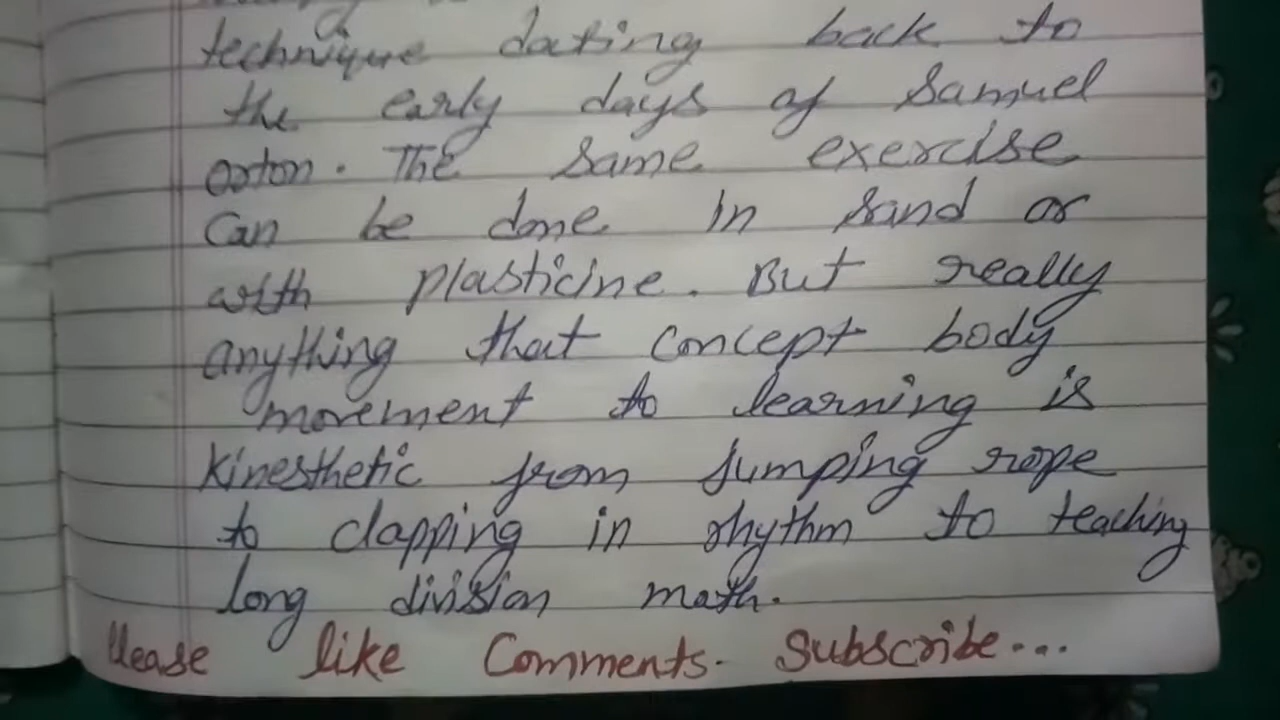 technique dating back to
the early days of Samuel
orton. The same exercise
can be done in sand or
with plasticine. But really
anything that concept body
movement to learning is
kinesthetic from jumping rope
to clapping in rhythm to teaching
long division math.
Please like Comments. Subscribe...